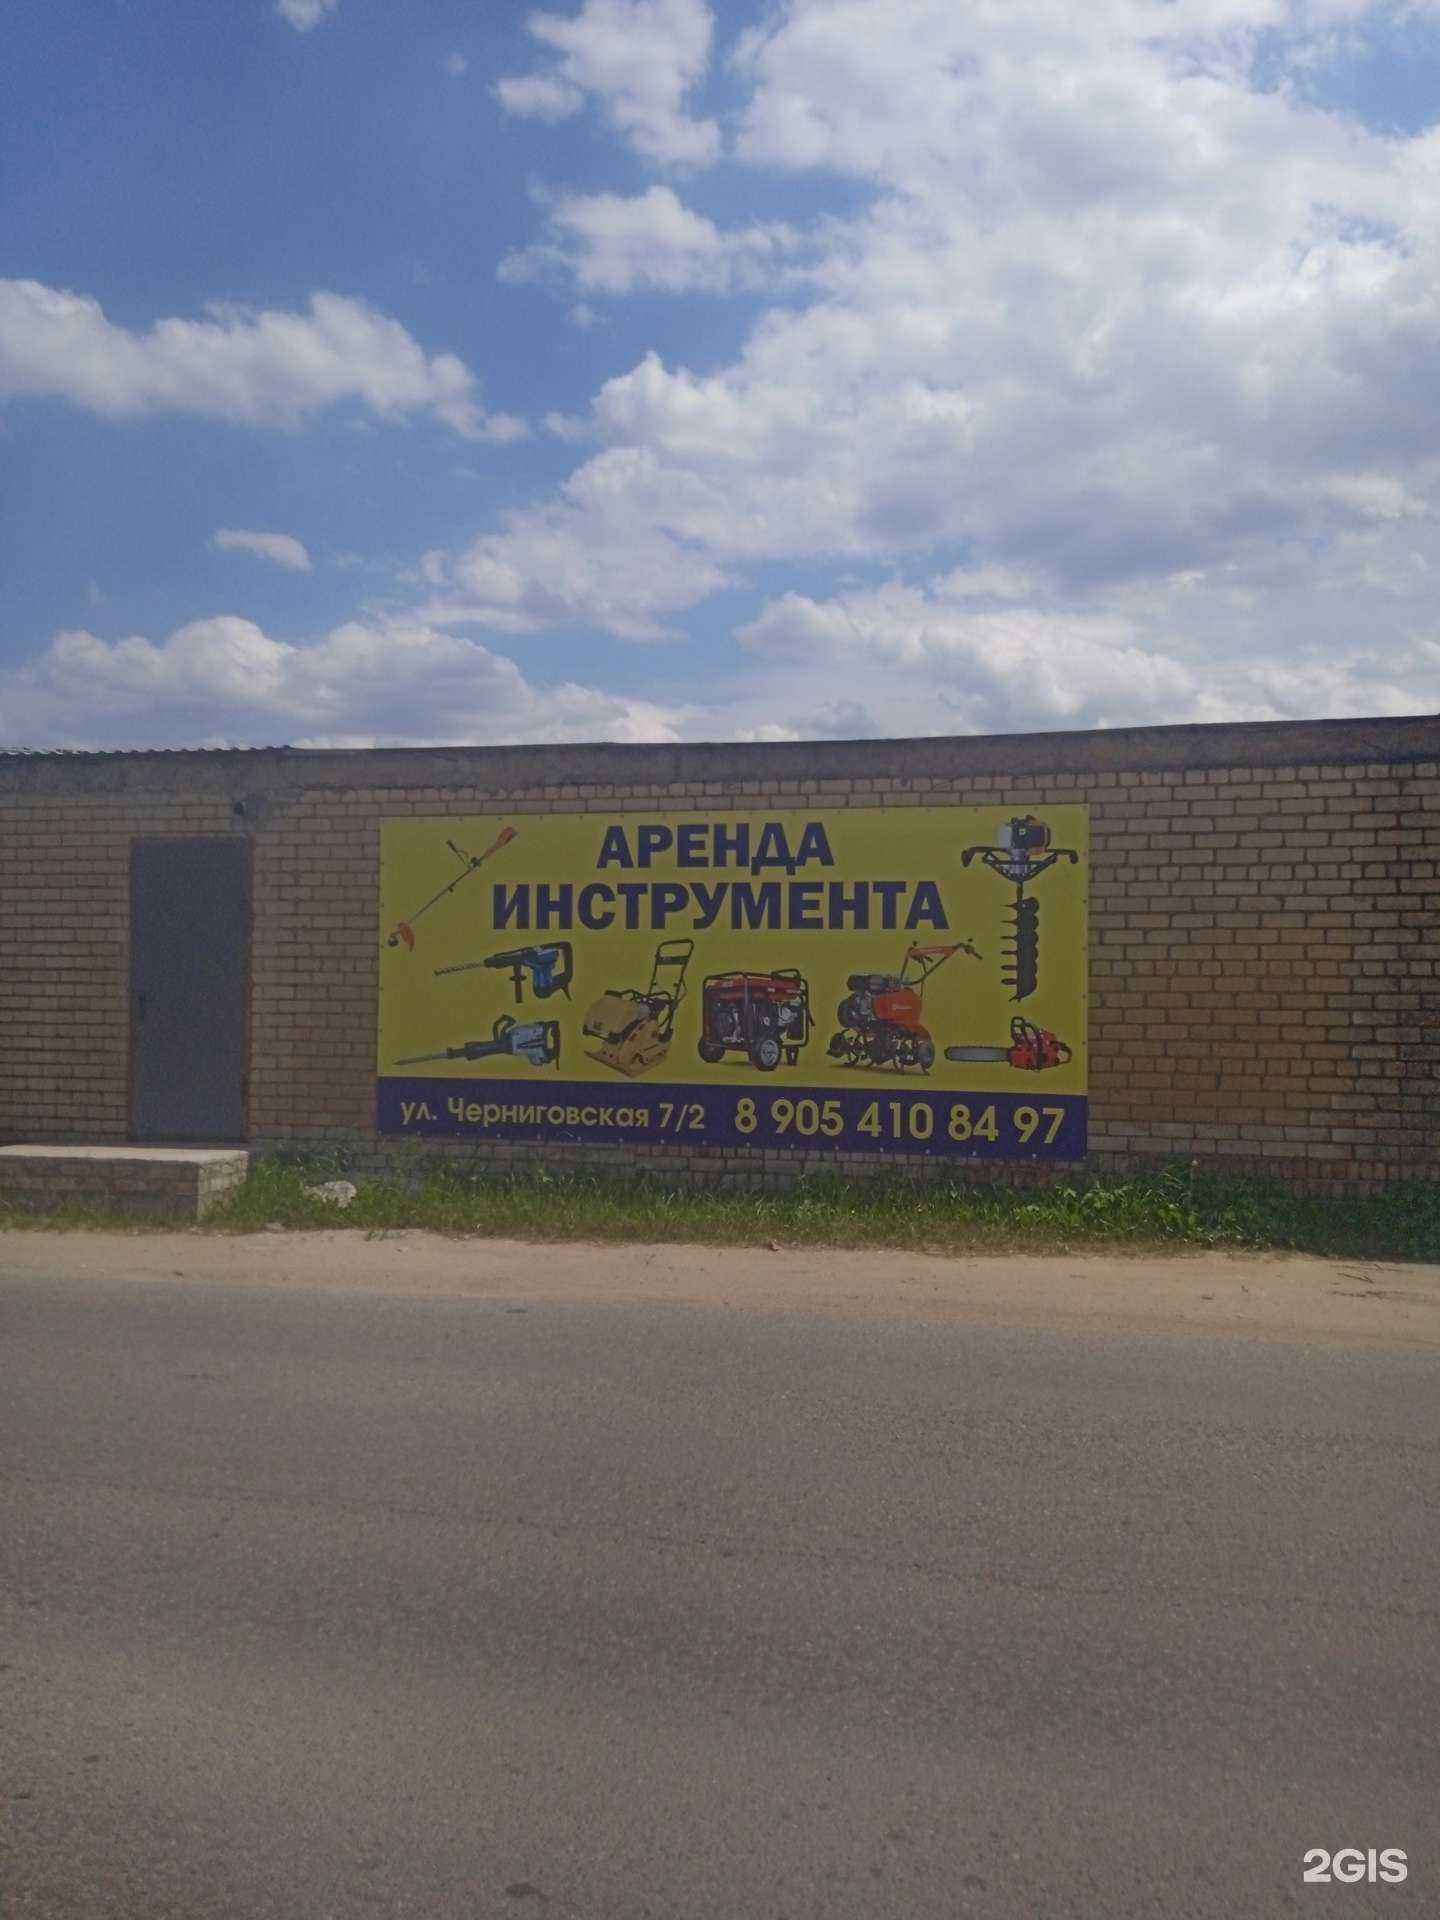 АРЕНДА
ИНСТРУМЕНТА
ул. Черниговская 7/2 8 905 410 84 97
2GIS